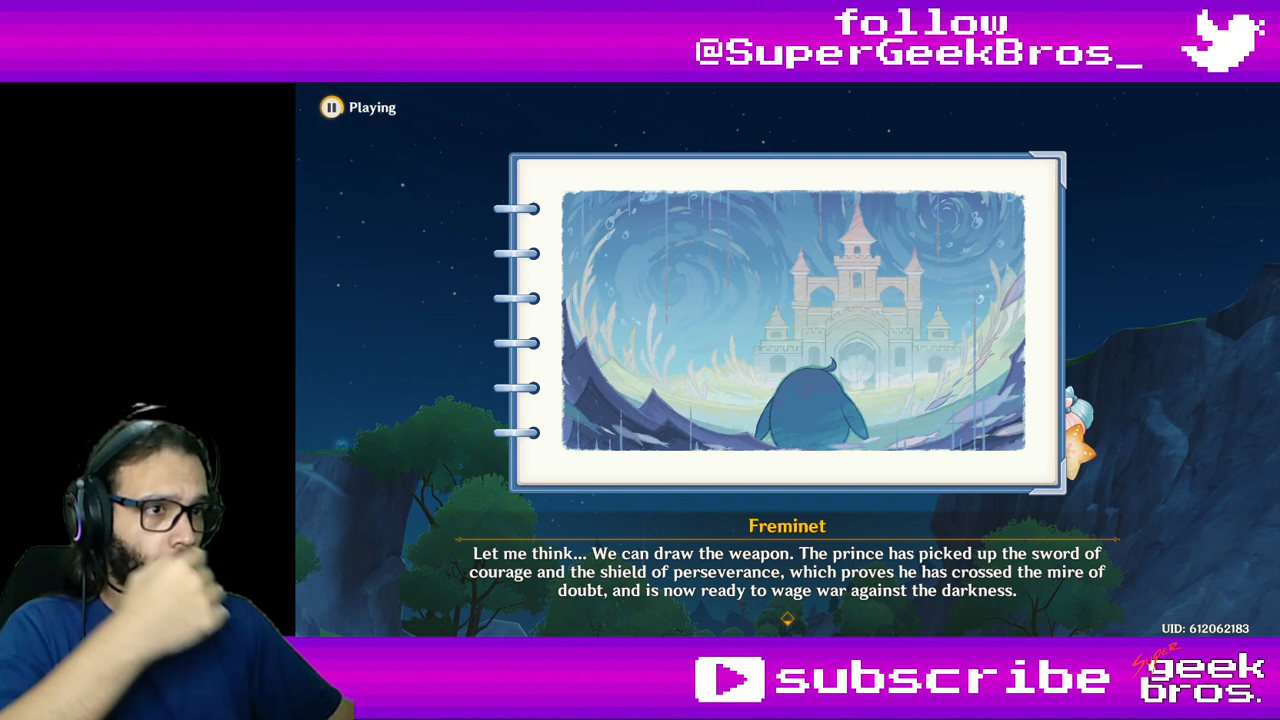 follow
@SuperGeekBros_
Playing
Freminet
Let me think... We can draw the weapon. The prince has picked up the sword of
courage and the shield of perseverance, which proves he has crossed the mire of
doubt, and is now ready to wage war against the darkness.
UID: 612062183
subscribe
Super
geek
bros.